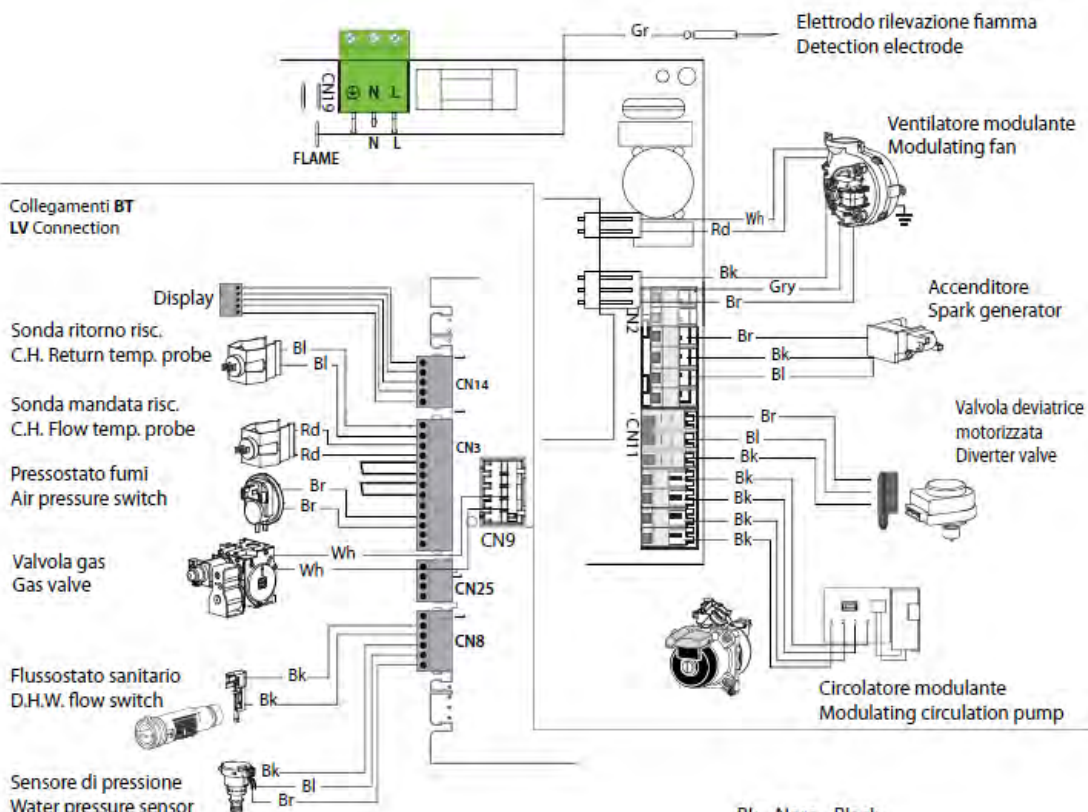 Gr
Elettrodo rilevazione fiamma
Detection electrode
CN19
N L
N L
FLAME
Ventilatore modulante
Modulating fan
Collegamenti BT
LV Connection
Wh
Rd
Bk
Gry
Br
Accenditore
Spark generator
Display
N2
Br
Bk
Bl
Sonda ritorno risc.
C.H. Return temp. probe
Bl
Bl
CN14
Sonda mandata risc.
C.H. Flow temp. probe
Rd
Rd
CN3
CN11
Br
Bl
Bk
Bk
Bk
Bk
Valvola deviatrice
motorizzata
Diverter valve
Pressostato fumi
Air pressure switch
Br
Br
CN9
Valvola gas
Gas valve
Wh
Wh
CN25
CN8
Flussostato sanitario
D.H.W. flow switch
Bk
Bk
Circolatore modulante
Modulating circulation pump
Sensore di pressione
Water pressure sensor
Bk
Bl
Br